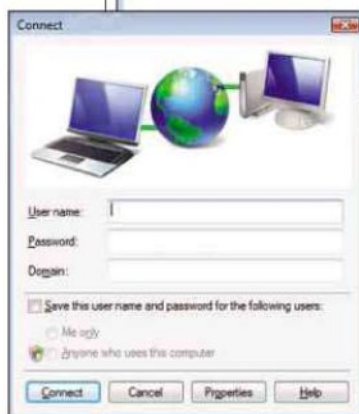 Connect
User name:
Password:
Domain:
Save this user name and password for the following users:
Me only
Anyone who uses this computer
Connect Cancel Properties Help